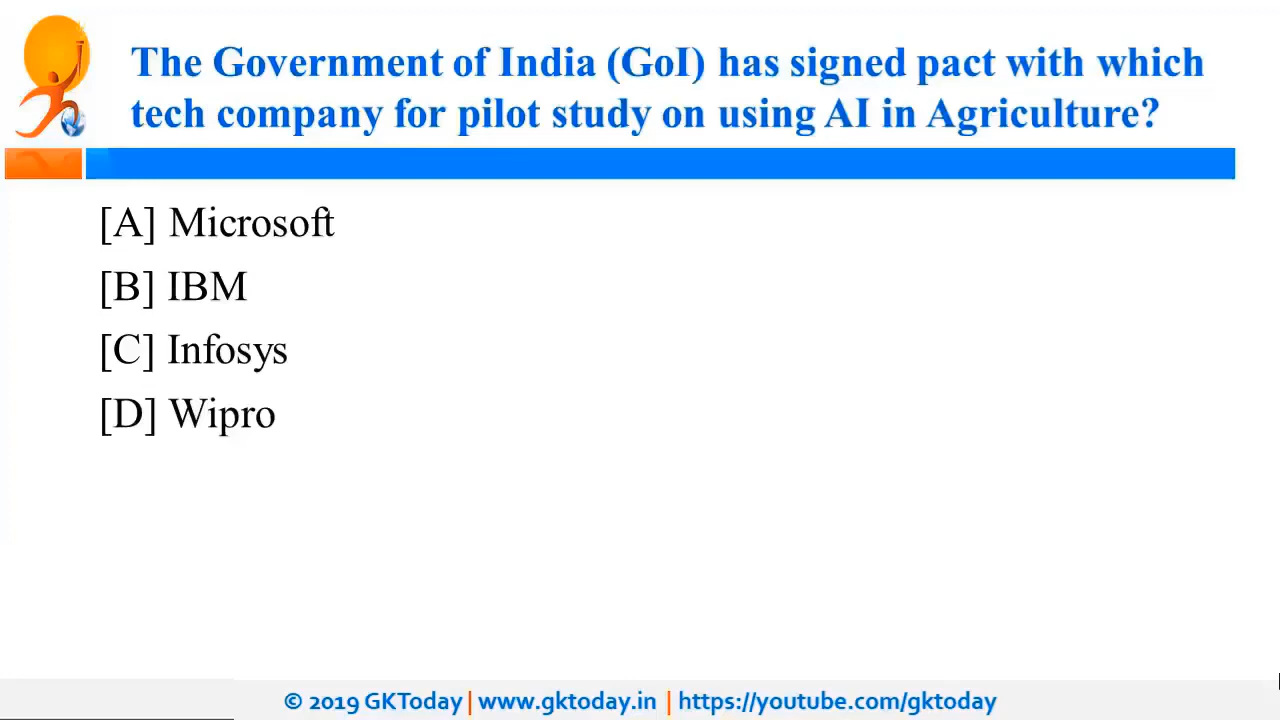 The Government of India (GoI) has signed pact with which
tech company for pilot study on using AI in Agriculture?
[A] Microsoft
[B] IBM
[C] Infosys
[D] Wipro
© 2019 GKToday | www.gktoday.in | https://youtube.com/gktoday